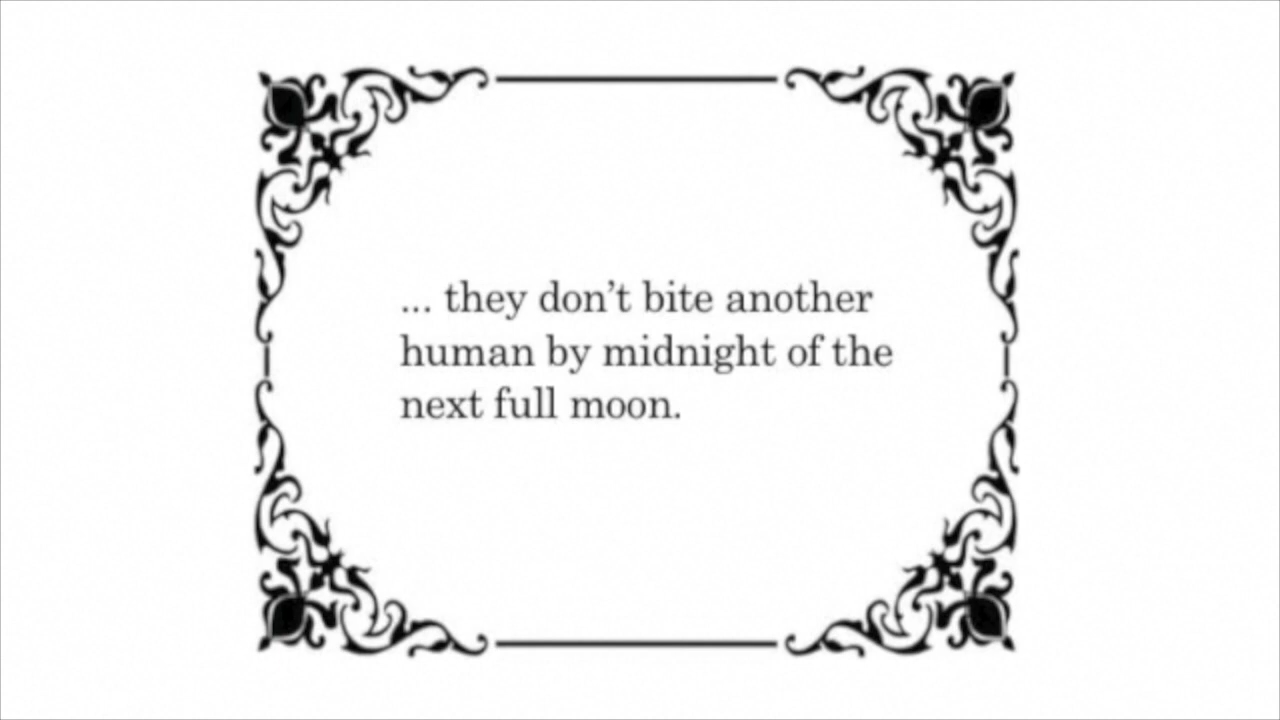 ... they don’t bite another
human by midnight of the
next full moon.